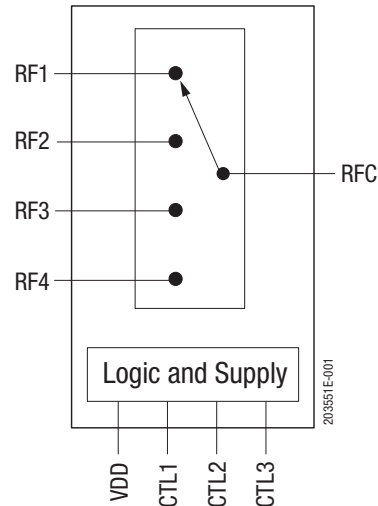 RF1
RF2
RFC
RF3
RF4
Logic and Supply
203551E-001
VDD
CTL1
CTL2
CTL3